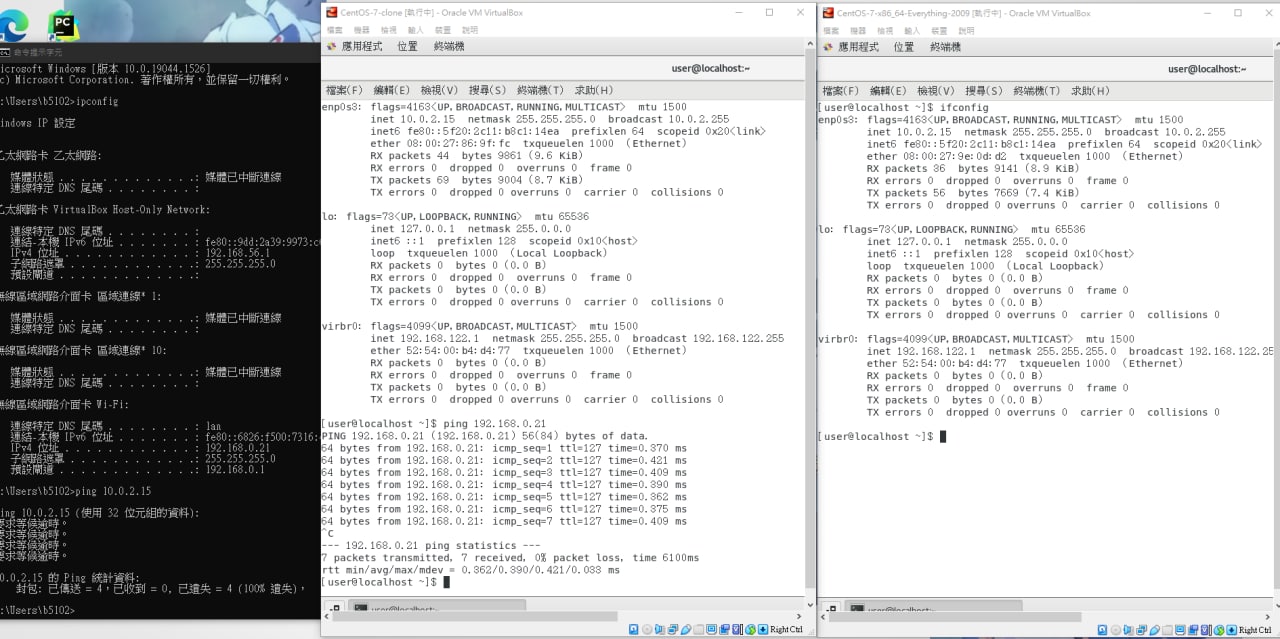 PC
命令提示字元
icrosoft Windows [版本 10.0.19044.1526]
c) Microsoft Corporation. 著作權所有，並保留一切權利。
:\Users\b5102>ipconfig
indows IP 設定
乙太網路卡 乙太網路:
媒體狀態 . . . . . . . . . . . . .: 媒體已中斷連線
連線特定 DNS 尾碼 . . . . . . . . :
乙太網路卡 VirtualBox Host-Only Network:
連線特定 DNS 尾碼 . . . . . . . . :
連結-本機 IPv6 位址 . . . . . . . : fe80::9dd:2a39:9973:c
IPv4 位址 . . . . . . . . . . . . : 192.168.56.1
子網路遮罩 . . . . . . . . . . . .: 255.255.255.0
預設閘道 . . . . . . . . . . . . .:
無線區域網路介面卡 區域連線* 1:
媒體狀態 . . . . . . . . . . . . .: 媒體已中斷連線
連線特定 DNS 尾碼 . . . . . . . . :
無線區域網路介面卡 區域連線* 10:
媒體狀態 . . . . . . . . . . . . .: 媒體已中斷連線
連線特定 DNS 尾碼 . . . . . . . . :
無線區域網路介面卡 Wi-Fi:
連線特定 DNS 尾碼 . . . . . . . . : lan
連結-本機 IPv6 位址 . . . . . . . : fe80::6826:f500:7316:
IPv4 位址 . . . . . . . . . . . . : 192.168.0.21
子網路遮罩 . . . . . . . . . . . .: 255.255.255.0
預設閘道 . . . . . . . . . . . . .: 192.168.0.1
:\Users\b5102>ping 10.0.2.15
ing 10.0.2.15 (使用 32 位元組的資料):
要求等候逾時。
要求等候逾時。
要求等候逾時。
要求等候逾時。
0.0.2.15 的 Ping 統計資料:
封包: 已傳送 = 4，已收到 = 0, 已遺失 = 4 (100% 遺失)，
:\Users\b5102>
CentOS-7-clone [執行中] - Oracle VM VirtualBox
檔案 機器 檢視 輸入 裝置 說明
應用程式 位置 終端機
user@localhost:~
檔案(F) 編輯(E) 檢視(V) 搜尋(S) 終端機(T) 求助(H)
enp0s3: flags=4163<UP,BROADCAST,RUNNING,MULTICAST> mtu 1500
inet 10.0.2.15 netmask 255.255.255.0 broadcast 10.0.2.255
inet6 fe80::5f20:2c11:b8c1:14ea prefixlen 64 scopeid 0x20<link>
ether 08:00:27:86:9f:fc txqueuelen 1000 (Ethernet)
RX packets 44 bytes 9861 (9.6 KiB)
RX errors 0 dropped 0 overruns 0 frame 0
TX packets 69 bytes 9004 (8.7 KiB)
TX errors 0 dropped 0 overruns 0 carrier 0 collisions 0
lo: flags=73<UP,LOOPBACK,RUNNING> mtu 65536
inet 127.0.0.1 netmask 255.0.0.0
inet6 ::1 prefixlen 128 scopeid 0x10<host>
loop txqueuelen 1000 (Local Loopback)
RX packets 0 bytes 0 (0.0 B)
RX errors 0 dropped 0 overruns 0 frame 0
TX packets 0 bytes 0 (0.0 B)
TX errors 0 dropped 0 overruns 0 carrier 0 collisions 0
virbr0: flags=4099<UP,BROADCAST,MULTICAST> mtu 1500
inet 192.168.122.1 netmask 255.255.255.0 broadcast 192.168.122.255
ether 52:54:00:b4:d4:77 txqueuelen 1000 (Ethernet)
RX packets 0 bytes 0 (0.0 B)
RX errors 0 dropped 0 overruns 0 frame 0
TX packets 0 bytes 0 (0.0 B)
TX errors 0 dropped 0 overruns 0 carrier 0 collisions 0
[user@localhost ~]$ ping 192.168.0.21
PING 192.168.0.21 (192.168.0.21) 56(84) bytes of data.
64 bytes from 192.168.0.21: icmp_seq=1 ttl=127 time=0.370 ms
64 bytes from 192.168.0.21: icmp_seq=2 ttl=127 time=0.421 ms
64 bytes from 192.168.0.21: icmp_seq=3 ttl=127 time=0.409 ms
64 bytes from 192.168.0.21: icmp_seq=4 ttl=127 time=0.390 ms
64 bytes from 192.168.0.21: icmp_seq=5 ttl=127 time=0.362 ms
64 bytes from 192.168.0.21: icmp_seq=6 ttl=127 time=0.375 ms
64 bytes from 192.168.0.21: icmp_seq=7 ttl=127 time=0.409 ms
^C
--- 192.168.0.21 ping statistics ---
7 packets transmitted, 7 received, 0% packet loss, time 6100ms
rtt min/avg/max/mdev = 0.362/0.390/0.421/0.033 ms
[user@localhost ~]$
user@localhost:~
Right Ctrl
CentOS-7-x86_64-Everything-2009 [執行中] - Oracle VM VirtualBox
檔案 機器 檢視 輸入 裝置 說明
應用程式 位置 終端機
user@localhost:~
檔案(F) 編輯(E) 檢視(V) 搜尋(S) 終端機(T) 求助(H)
[user@localhost ~]$ ifconfig
enp0s3: flags=4163<UP,BROADCAST,RUNNING,MULTICAST> mtu 1500
inet 10.0.2.15 netmask 255.255.255.0 broadcast 10.0.2.255
inet6 fe80::5f20:2c11:b8c1:14ea prefixlen 64 scopeid 0x20<link>
ether 08:00:27:9e:0d:d2 txqueuelen 1000 (Ethernet)
RX packets 36 bytes 9141 (8.9 KiB)
RX errors 0 dropped 0 overruns 0 frame 0
TX packets 56 bytes 7669 (7.4 KiB)
TX errors 0 dropped 0 overruns 0 carrier 0 collisions 0
lo: flags=73<UP,LOOPBACK,RUNNING> mtu 65536
inet 127.0.0.1 netmask 255.0.0.0
inet6 ::1 prefixlen 128 scopeid 0x10<host>
loop txqueuelen 1000 (Local Loopback)
RX packets 0 bytes 0 (0.0 B)
RX errors 0 dropped 0 overruns 0 frame 0
TX packets 0 bytes 0 (0.0 B)
TX errors 0 dropped 0 overruns 0 carrier 0 collisions 0
virbr0: flags=4099<UP,BROADCAST,MULTICAST> mtu 1500
inet 192.168.122.1 netmask 255.255.255.0 broadcast 192.168.122.25
ether 52:54:00:b4:d4:77 txqueuelen 1000 (Ethernet)
RX packets 0 bytes 0 (0.0 B)
RX errors 0 dropped 0 overruns 0 frame 0
TX packets 0 bytes 0 (0.0 B)
TX errors 0 dropped 0 overruns 0 carrier 0 collisions 0
[user@localhost ~]$
user@localhost:~
Right Ctrl